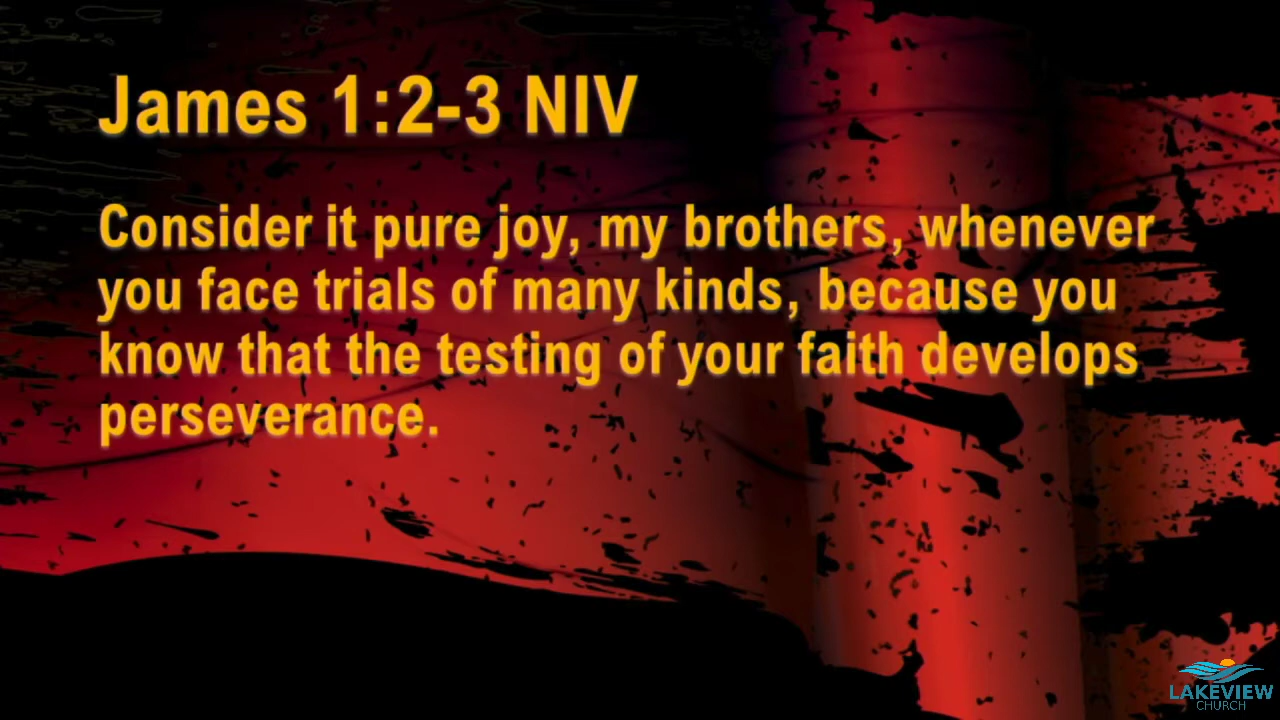 James 1:2-3 NIV
Consider it pure joy, my brothers, whenever
you face trials of many kinds, because you
know that the testing of your faith develops
perseverance.
LAKEVIEW
CHURCH